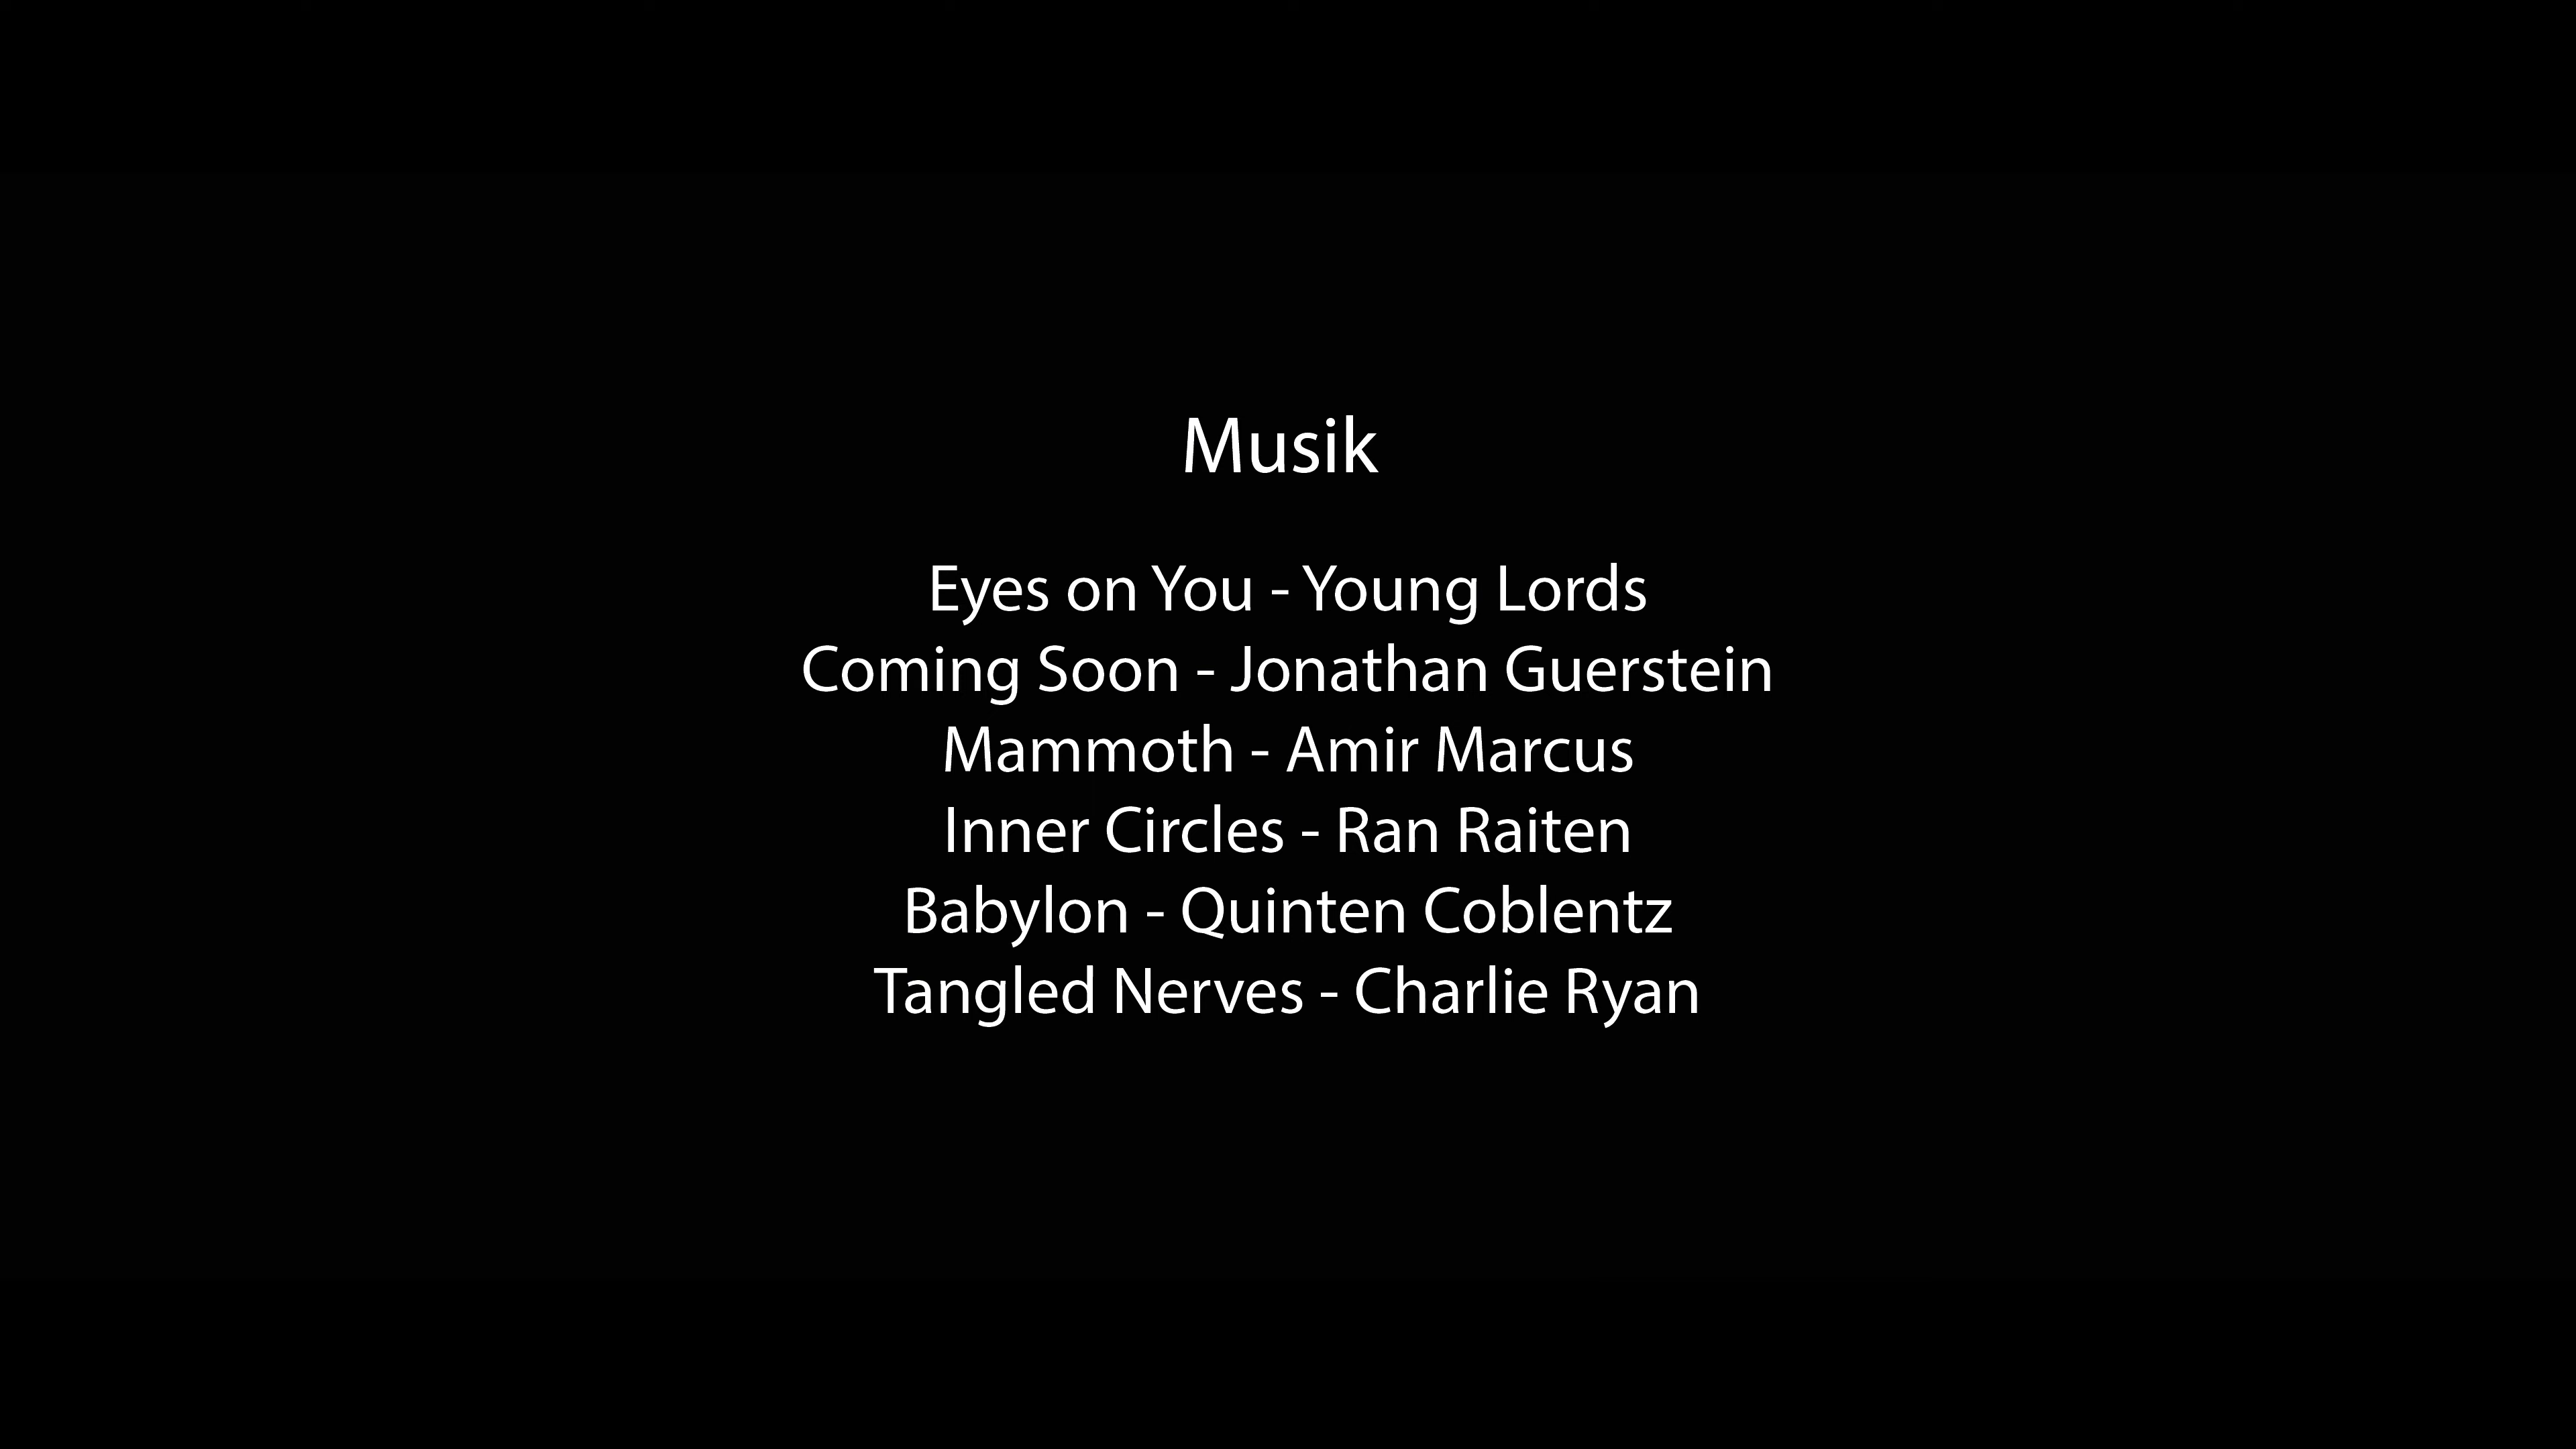 Musik
Eyes on You - Young Lords
Coming Soon - Jonathan Guerstein
Mammoth - Amir Marcus
Inner Circles - Ran Raiten
Babylon - Quinten Coblentz
Tangled Nerves - Charlie Ryan